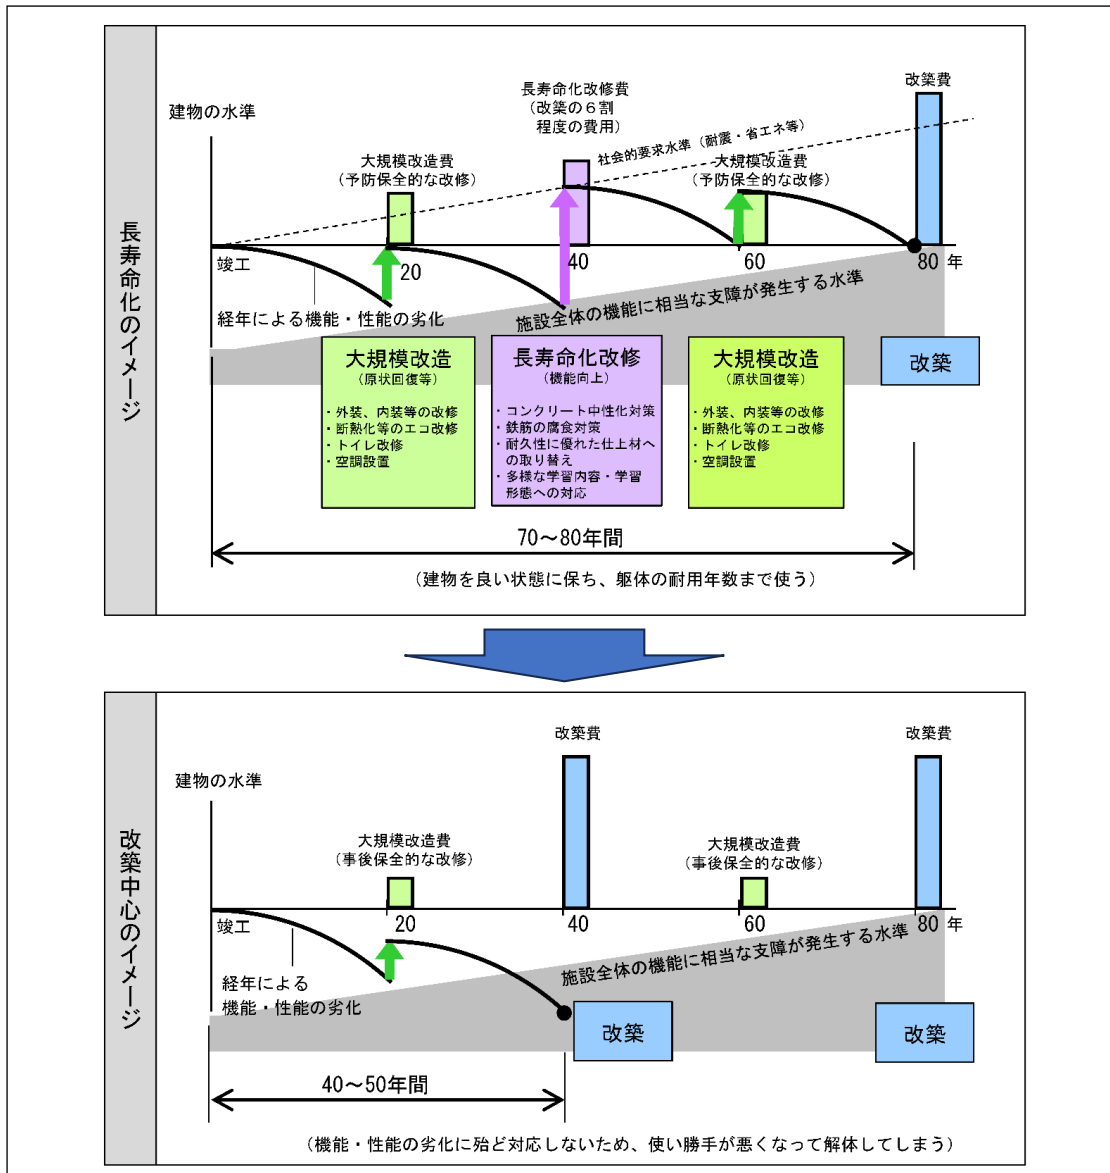 長寿命化のイメージ
建物の水準
大規模改造費
(予防保全的な改修)
長寿命化改修費
(改築の6割
程度の費用)
社会的要求水準(耐震・省エネ等)
大規模改造費
(予防保全的な改修)
改築費
竣工
20
40
60
80 年
経年による機能・性能の劣化
施設全体の機能に相当な支障が発生する水準
大規模改造
(原状回復等)
・外装、内装等の改修
・断熱化等のエコ改修
・トイレ改修
・空調設置
長寿命化改修
(機能向上)
・コンクリート中性化対策
・鉄筋の腐食対策
・耐久性に優れた仕上材へ
の取り替え
・多様な学習内容・学習
形態への対応
大規模改造
(原状回復等)
・外装、内装等の改修
・断熱化等のエコ改修
・トイレ改修
・空調設置
改築
70~80年間
(建物を良い状態に保ち、躯体の耐用年数まで使う)
改築中心のイメージ
建物の水準
大規模改造費
(事後保全的な改修)
改築費
大規模改造費
(事後保全的な改修)
改築費
竣工
20
40
60
80 年
経年による
機能・性能の劣化
施設全体の機能に相当な支障が発生する水準
改築
改築
40~50年間
(機能・性能の劣化に殆ど対応しないため、使い勝手が悪くなって解体してしまう)